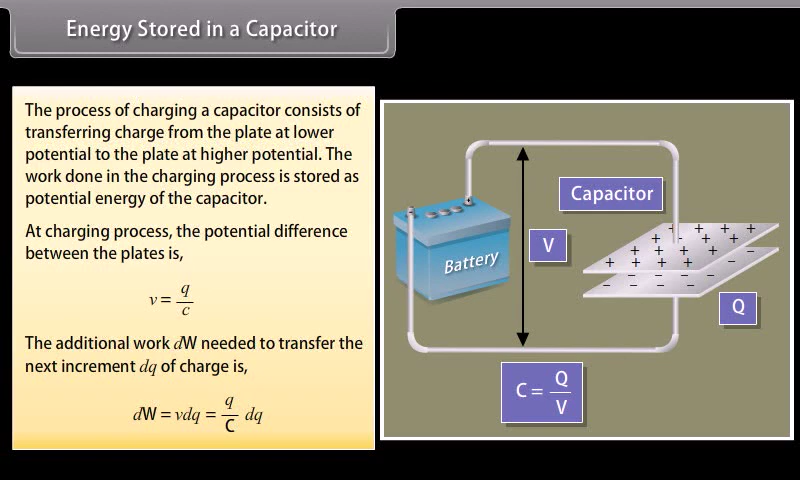 Energy Stored in a Capacitor
The process of charging a capacitor consists of
transferring charge from the plate at lower
potential to the plate at higher potential. The
work done in the charging process is stored as
potential energy of the capacitor.
At charging process, the potential difference
between the plates is,
v = q/c
The additional work dW needed to transfer the
next increment dq of charge is,
dW = vdq = q/C dq
Capacitor
V
Battery
Q
C = Q/V